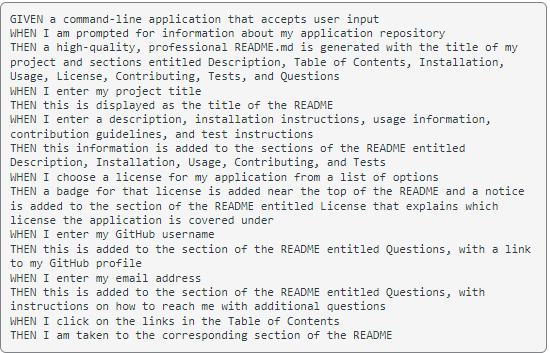 GIVEN a command-line application that accepts user input
WHEN I am prompted for information about my application repository
THEN a high-quality, professional README.md is generated with the title of my
project and sections entitled Description, Table of Contents, Installation,
Usage, License, Contributing, Tests, and Questions
WHEN I enter my project title
THEN this is displayed as the title of the README
WHEN I enter a description, installation instructions, usage information,
contribution guidelines, and test instructions
THEN this information is added to the sections of the README entitled
Description, Installation, Usage, Contributing, and Tests
WHEN I choose a license for my application from a list of options
THEN a badge for that license is added near the top of the README and a notice
is added to the section of the README entitled License that explains which
license the application is covered under
WHEN I enter my GitHub username
THEN this is added to the section of the README entitled Questions, with a link
to my GitHub profile
WHEN I enter my email address
THEN this is added to the section of the README entitled Questions, with
instructions on how to reach me with additional questions
WHEN I click on the links in the Table of Contents
THEN I am taken to the corresponding section of the README